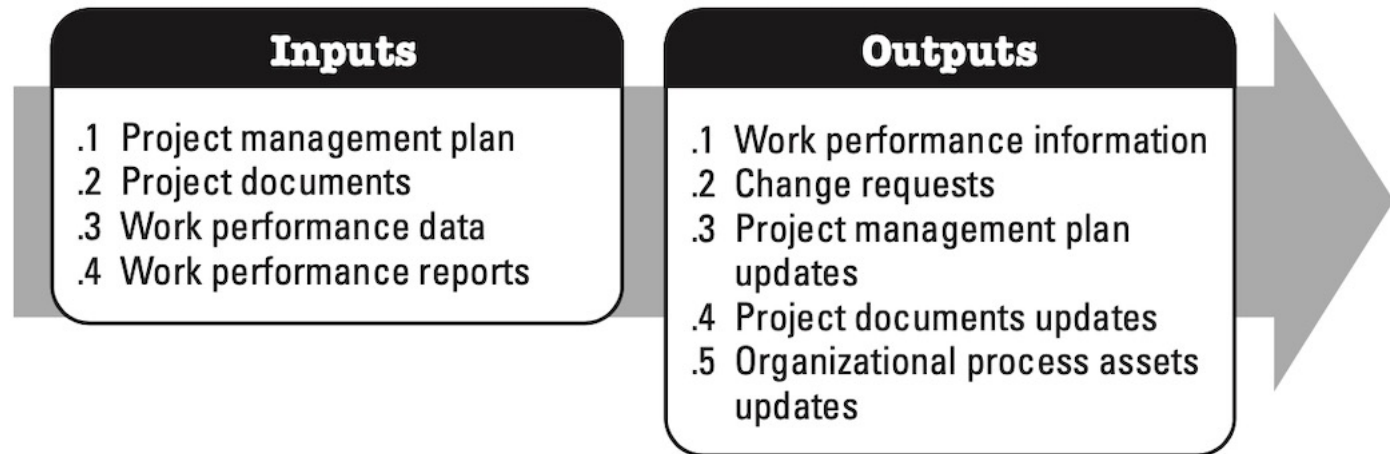 Inputs
.1 Project management plan
.2 Project documents
.3 Work performance data
.4 Work performance reports
Outputs
.1 Work performance information
.2 Change requests
.3 Project management plan
updates
.4 Project documents updates
.5 Organizational process assets
updates